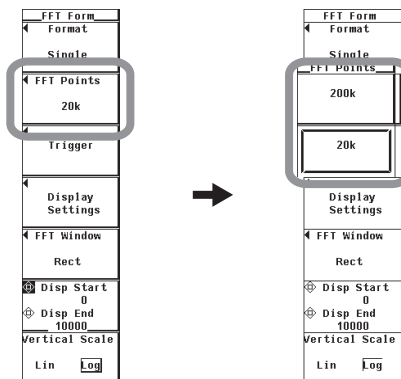 FFT Form
Format
Single
FFT Points
20k
Trigger
Display
Settings
FFT Window
Rect
Disp Start
0
Disp End
10000
Vertical Scale
Lin Log
FFT Form
Format
Single
FFT Points
200k
20k
Display
Settings
FFT Window
Rect
Disp Start
0
Disp End
10000
Vertical Scale
Lin Log